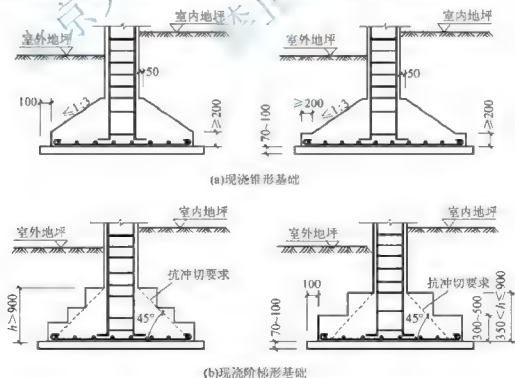 室内地坪
室外地坪
50
100
≤1:3
≥200
室内地坪
室外地坪
50
≥200
≤1:3
≥200
70~100
(a)现浇锥形基础
室内地坪
室外地坪
抗冲切要求
h>900
45°
室内地坪
室外地坪
抗冲切要求
100
45°
70~100
300~500
350<h≤900
(b)现浇阶梯形基础